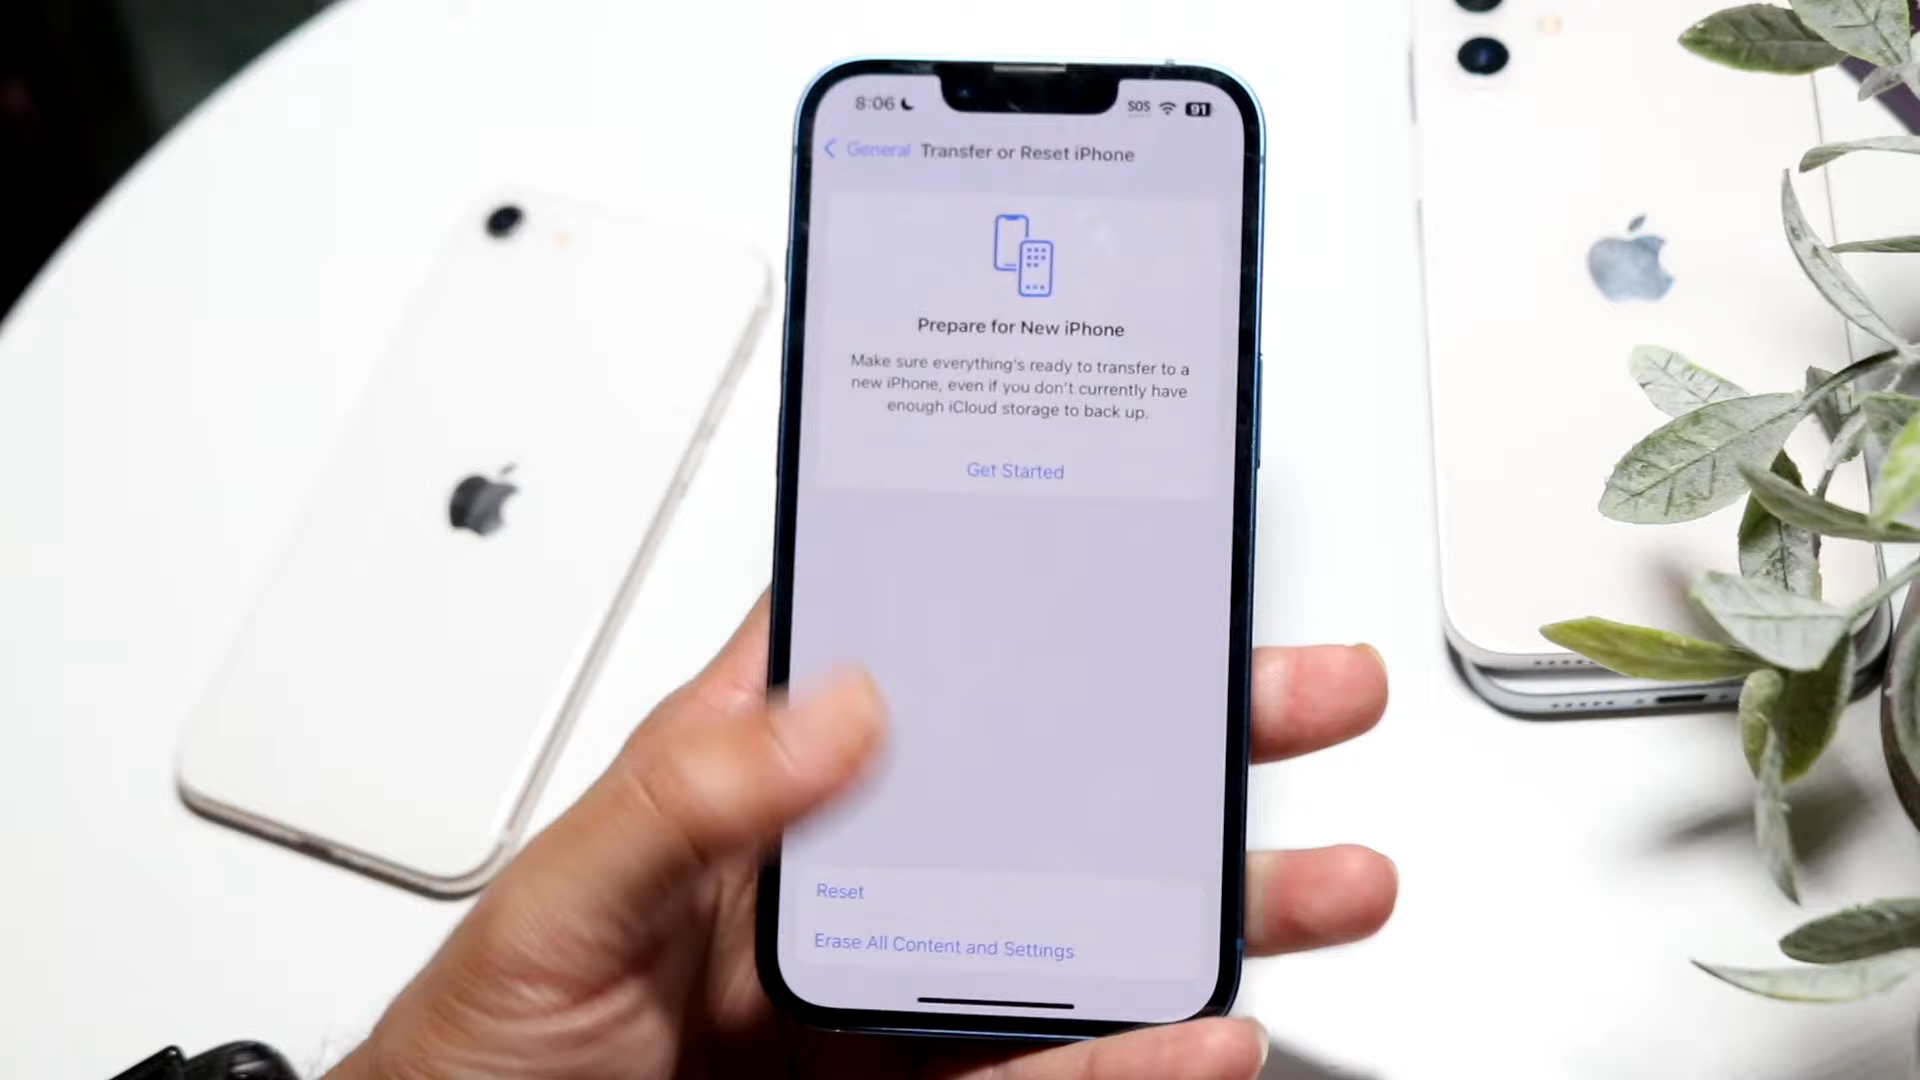 8:06
SOS
91
General
Transfer or Reset iPhone
Prepare for New iPhone
Make sure everything's ready to transfer to a
new iPhone, even if you don't currently have
enough iCloud storage to back up.
Get Started
Reset
Erase All Content and Settings